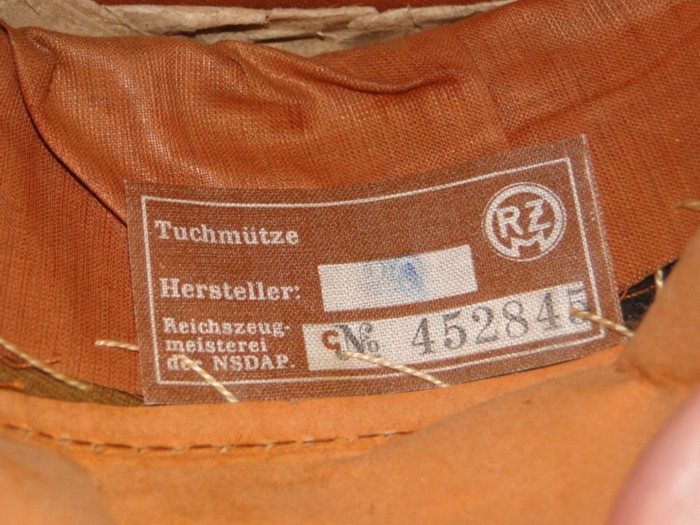 Tuchmütze
RZM
Hersteller:
Reichszeug-
meisterei
der NSDAP.
C № 452845